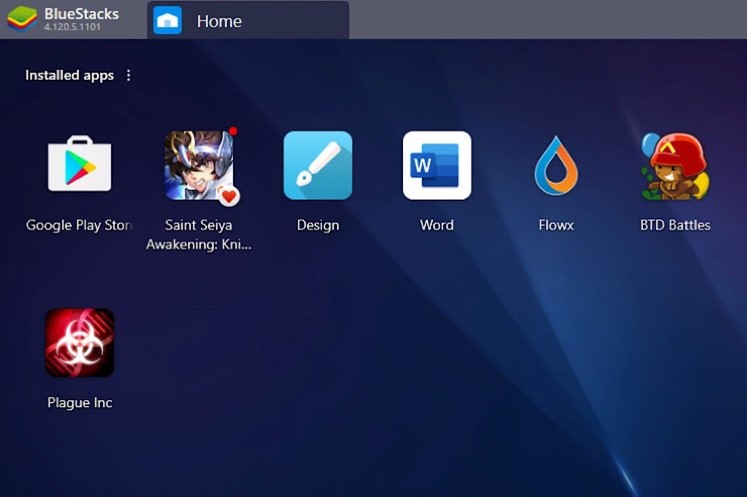 BlueStacks
4.120.5.1101
Home
Installed apps
Google Play Stor
Saint Seiya
Awakening: Kni...
Design
W
Word
Flowx
BTD Battles
Plague Inc